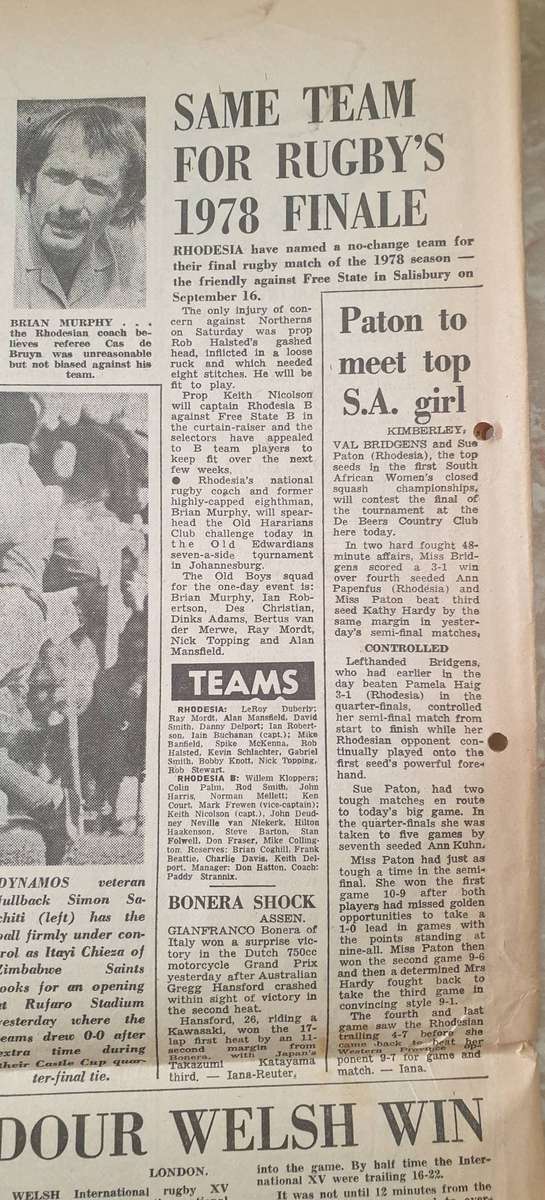 SAME TEAM
FOR RUGBY'S
1978 FINALE
RHODESIA have named a no-change team for
their final rugby match of the 1978 season —
the friendly against Free State in Salisbury on
September 16.
The only injury of con-
cern against Northerns
on Saturday was prop
Rob Halsted's gashed
head, inflicted in a loose
ruck and which needed
eight stitches. He will be
fit to play.
Prop Keith Nicolson
will captain Rhodesia B
against Free State B in
the curtain-raiser and the
selectors have appealed
to B team players to
keep fit over the next
few weeks.
● Rhodesia's national
rugby coach and former
highly-capped eighthman,
Brian Murphy, will spear-
head the Old Hararians
Club challenge today in
the Old Edwardians
seven-a-side tournament
in Johannesburg.
The Old Boys squad
for the one-day event is:
Brian Murphy, Ian Rob-
ertson, Des Christian,
Dinks Adams, Bertus van
der Merwe, Ray Mordt,
Nick Topping and Alan
Mansfield.
TEAMS
RHODESIA: LeRoy Duberly;
Ray Mordt, Alan Mansfield, David
Smith, Danny Delport; Ian Robert-
son, Iain Buchanan (capt.); Mike
Banfield, Spike McKenna, Rob
Halsted, Kevin Schlachter, Gabriel
Smith, Bobby Knott, Nick Topping,
Rob Stewart.
RHODESIA B: Willem Kloppers;
Colin Palm, Rod Smith, John
Harris, Norman Mellett; Ken
Court, Mark Frewen (vice-captain);
Keith Nicolson (capt.), John Deud-
ney Neville van Niekerk, Hilton
Haakenson, Steve Barton, Stan
Folwell, Don Fraser, Mike Colling-
ton. Reserves: Brian Coghill, Frank
Beattie, Charlie Davis, Keith Del-
port. Manager: Don Hatton. Coach:
Paddy Strannix.
BONERA SHOCK
ASSEN.
GIANFRANCO Bonera of
Italy won a surprise vic-
tory in the Dutch 750cc
motorcycle Grand Prix
yesterday after Australian
Gregg Hansford crashed
within sight of victory in
the second heat.
Hansford, 26, riding a
Kawasaki, won the 17-
lap first heat by an 11-
second margin from
Bonera, with Japan's
Takazumi Katayama
third. — Iana-Reuter.
Paton to
meet top
S.A. girl
KIMBERLEY,
VAL BRIDGENS and Sue
Paton (Rhodesia), the top
seeds in the first South
African Women's closed
squash championships,
will contest the final of
the tournament at the
De Beers Country Club
here today.
In two hard fought 48-
minute affairs, Miss Brid-
gens scored a 3-1 win
over fourth seeded Ann
Papenfus (Rhodesia) and
Miss Paton beat third
seed Kathy Hardy by the
same margin in yester-
day's semi-final matches.
CONTROLLED
Lefthanded Bridgens,
who had earlier in the
day beaten Pamela Haig
3-1 (Rhodesia) in the
quarter-finals, controlled
her semi-final match from
start to finish while her
Rhodesian opponent con-
tinually played onto the
first seed's powerful fore-
hand.
Sue Paton, had two
tough matches en route
to today's big game. In
the quarter-finals she was
taken to five games by
seventh seeded Ann Kuhn.
Miss Paton had just as
tough a time in the semi-
final. She won the first
game 10-9 after both
players had missed golden
opportunities to take a
1-0 lead in games with
the points standing at
nine-all. Miss Paton then
won the second game 9-6
and then a determined Mrs
Hardy fought back to
take the third game in
convincing style 9-1.
The fourth and last
game saw the Rhodesian
trailing 4-7 before she
came back to beat her
Western Province op-
ponent 9-7 for game and
match. — Iana.
BRIAN MURPHY . . .
the Rhodesian coach be-
lieves referee Cas de
Bruyn was unreasonable
but not biased against his
team.
DYNAMOS veteran
fullback Simon Sa-
chiti (left) has the
ball firmly under con-
trol as Itayi Chieza of
Zimbabwe Saints
looks for an opening
at Rufaro Stadium
yesterday where the
teams drew 0-0 after
extra time during
their Castle Cup quar-
ter-final tie.
DOUR WELSH WIN
LONDON.
WELSH International rugby XV
into the game. By half time the Inter-
national XV were trailing 16-22.
It was not until 12 minutes from the